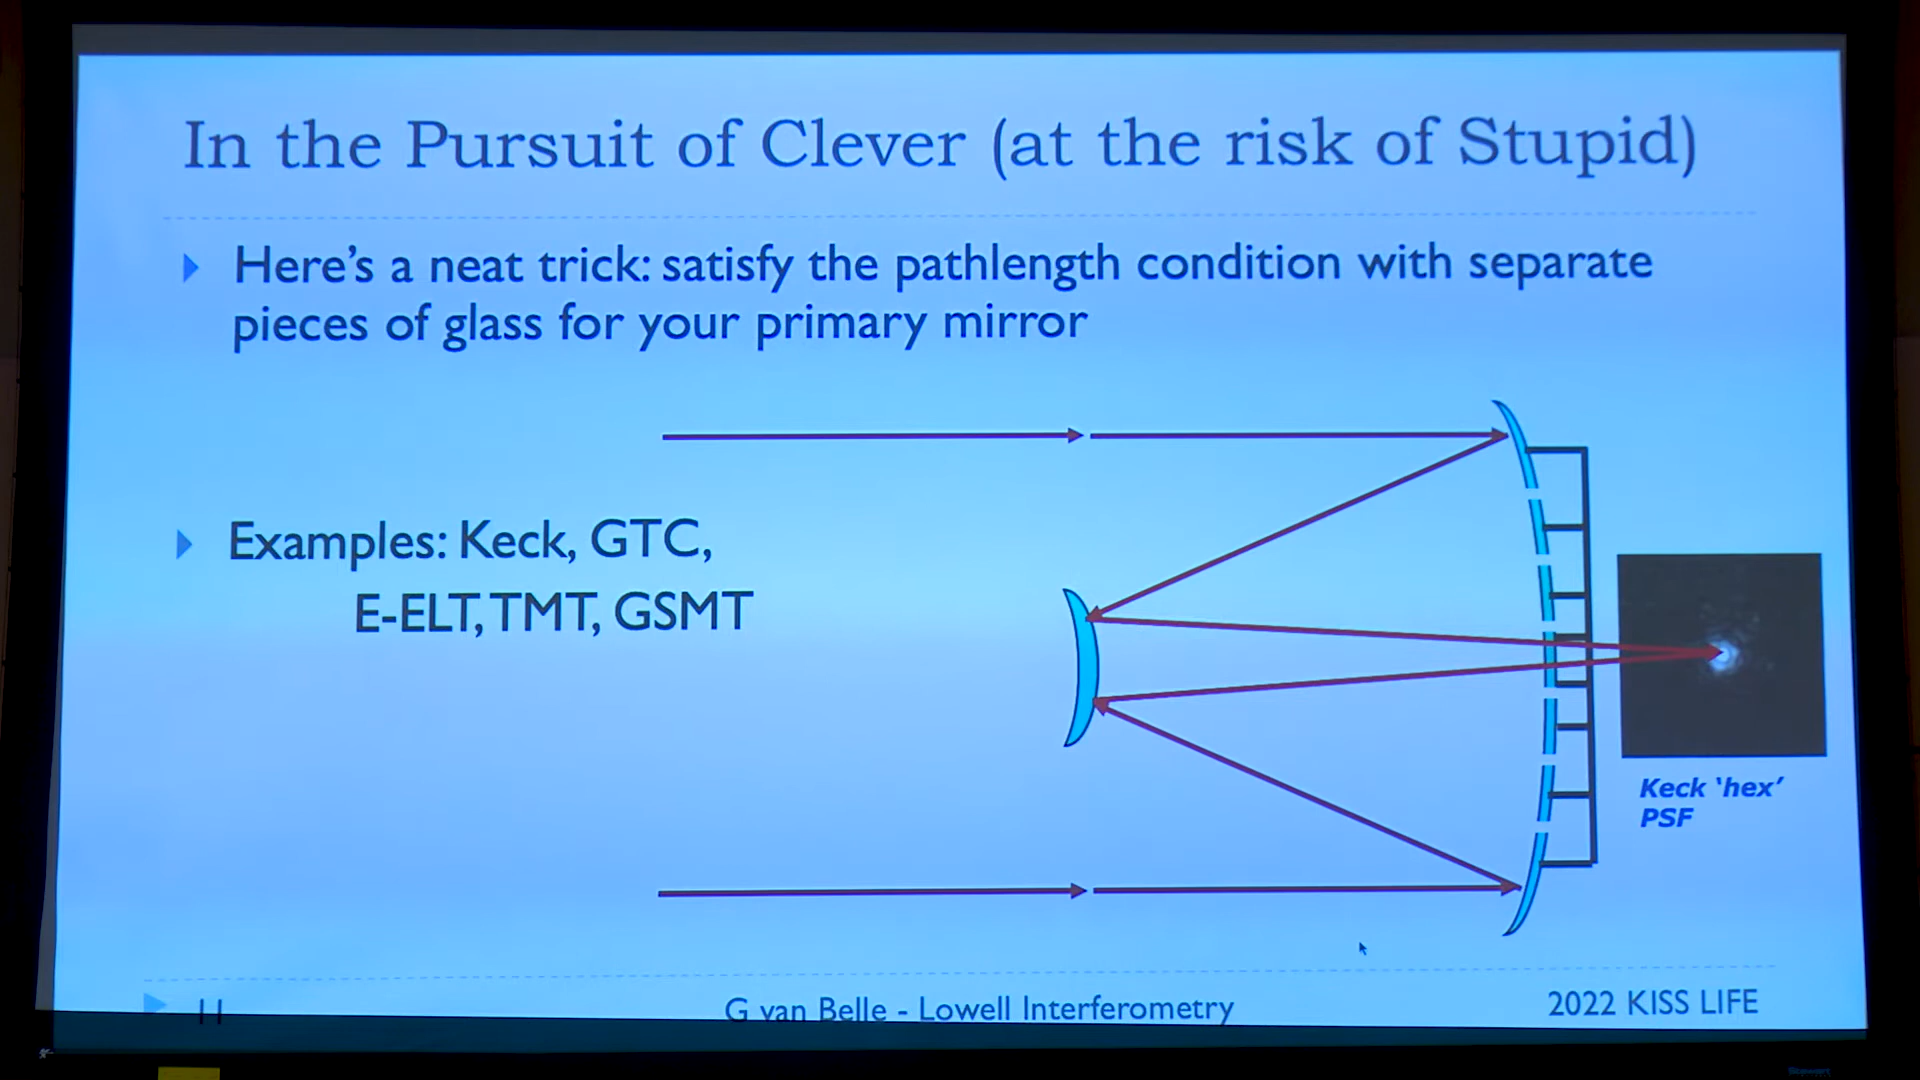 In the Pursuit of Clever (at the risk of Stupid)
Here's a neat trick: satisfy the pathlength condition with separate
pieces of glass for your primary mirror
Examples: Keck, GTC,
E-ELT, TMT, GSMT
Keck 'hex'
PSF
11
G van Belle - Lowell Interferometry
2022 KISS LIFE
Stewart